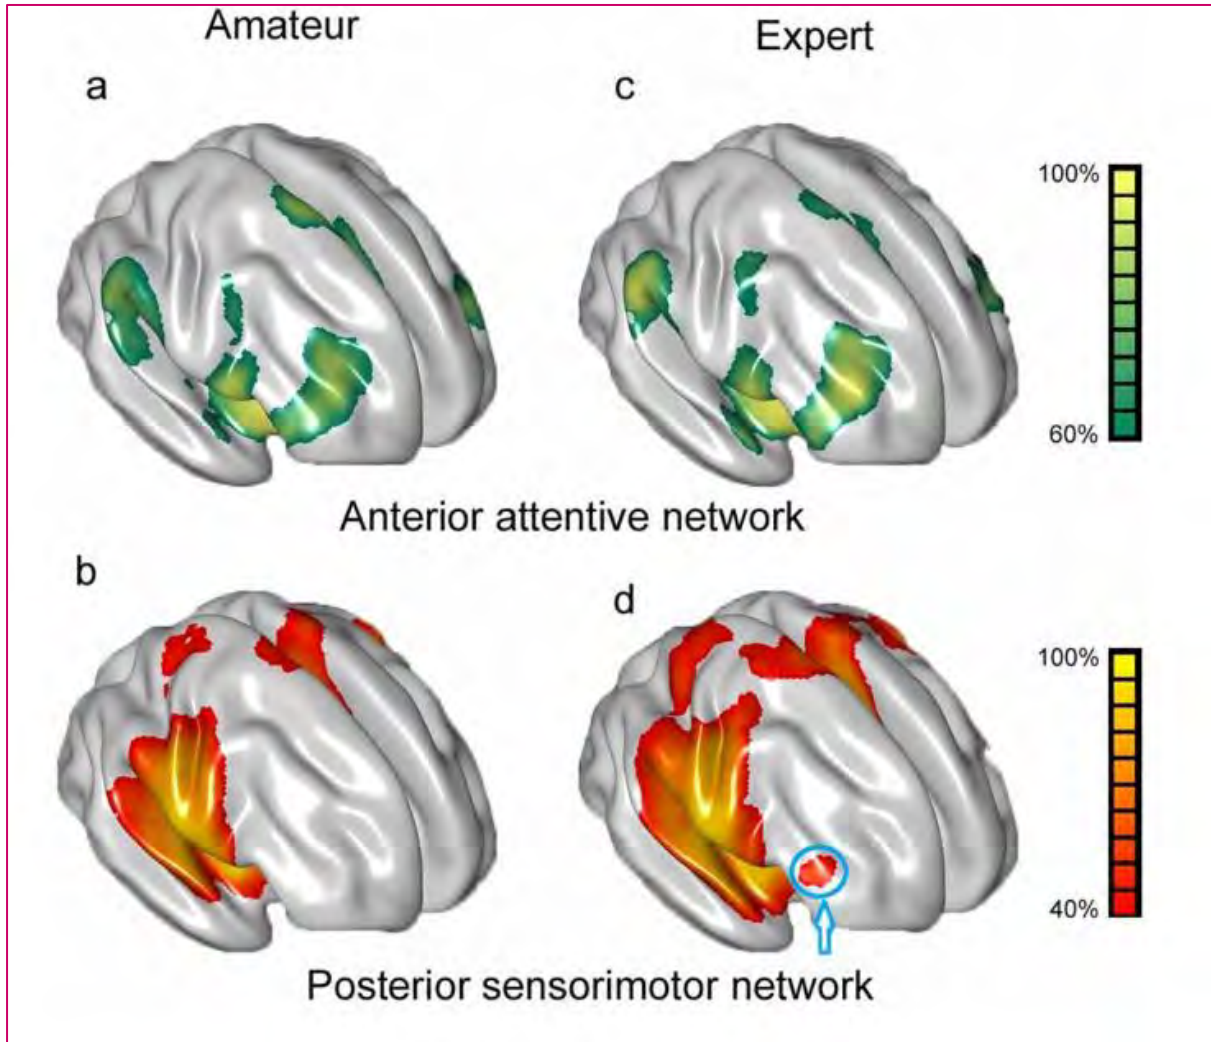 Amateur
Expert
a
c
100%
60%
Anterior attentive network
b
d
100%
40%
Posterior sensorimotor network